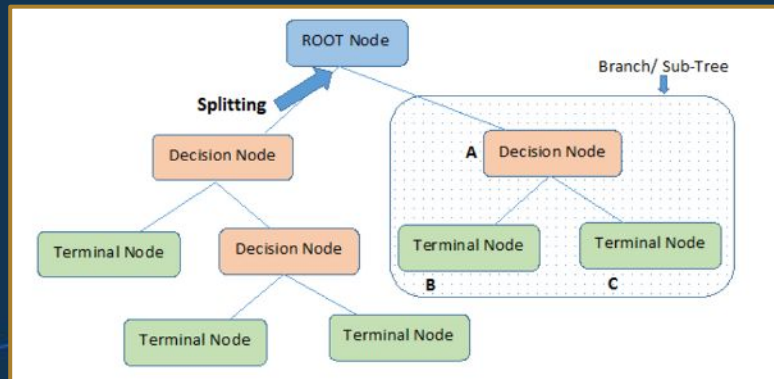 ROOT Node
Branch/ Sub-Tree
Splitting
Decision Node
A
Decision Node
Terminal Node
Decision Node
Terminal Node
Terminal Node
B
C
Terminal Node
Terminal Node